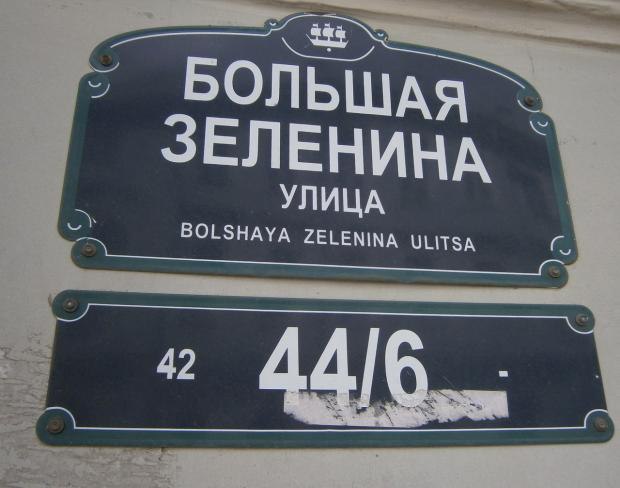 БОЛЬШАЯ
ЗЕЛЕНИНА
УЛИЦА
BOLSHAYA ZELENINA ULITSA
42 44/6 -